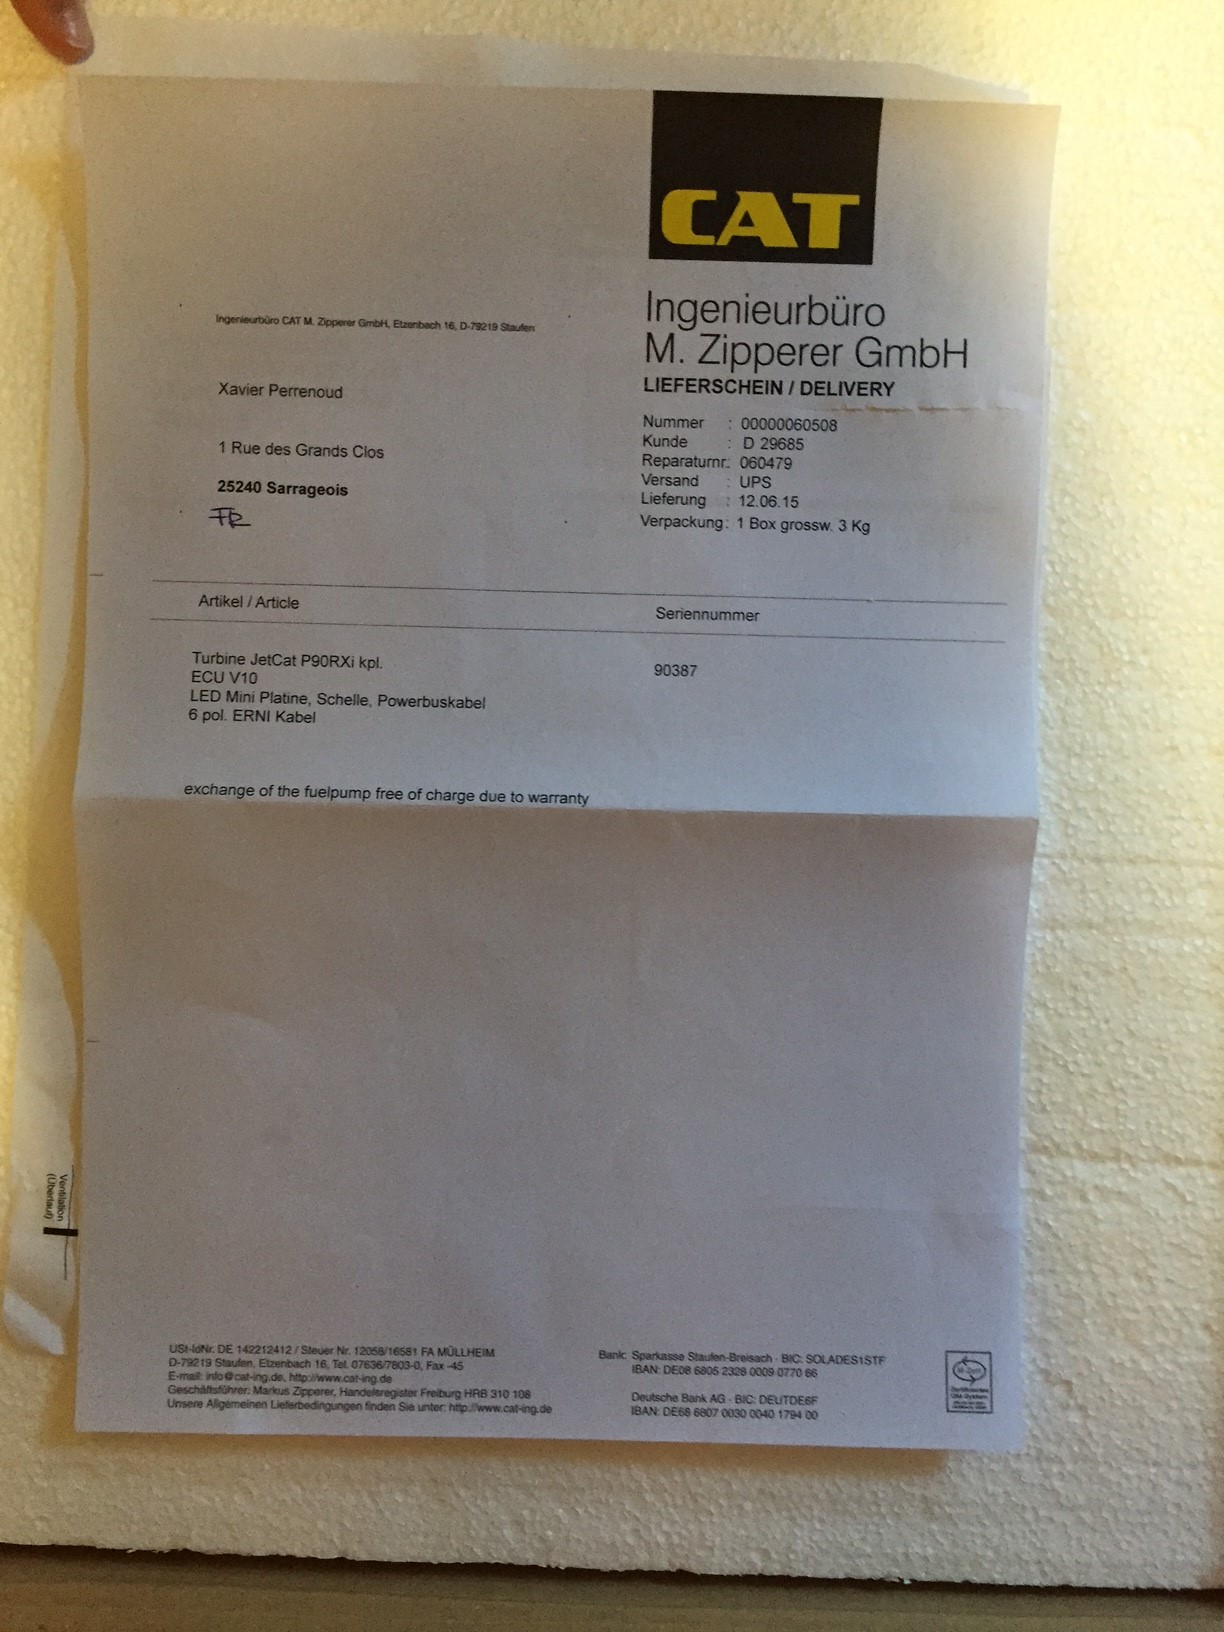 CAT
Ingenieurbüro
M. Zipperer GmbH
LIEFERSCHEIN / DELIVERY
Ingenieurbüro CAT M. Zipperer GmbH, Etzenbach 16, D-79219 Staufen
Xavier Perrenoud
1 Rue des Grands Clos
25240 Sarrageois
FR
Nummer : 00000060508
Kunde : D 29685
Reparaturnr.: 060479
Versand : UPS
Lieferung : 12.06.15
Verpackung: 1 Box grossw. 3 Kg
Artikel / Article Seriennummer
Turbine JetCat P90RXi kpl. 90387
ECU V10
LED Mini Platine, Schelle, Powerbuskabel
6 pol. ERNI Kabel
exchange of the fuelpump free of charge due to warranty
Ventilation
(Überlauf)
USt-IdNr. DE 142212412 / Steuer Nr. 12058/16581 FA MÜLLHEIM
D-79219 Staufen, Etzenbach 16, Tel. 07636/7803-0, Fax -45
E-mail: info@cat-ing.de, http://www.cat-ing.de
Geschäftsführer: Markus Zipperer, Handelsregister Freiburg HRB 310 108
Unsere Allgemeinen Lieferbedingungen finden Sie unter: http://www.cat-ing.de
Bank: Sparkasse Staufen-Breisach · BIC: SOLADES1STF
IBAN: DE08 6805 2328 0009 0770 66
Deutsche Bank AG · BIC: DEUTDE6F
IBAN: DE68 6807 0030 0040 1794 00